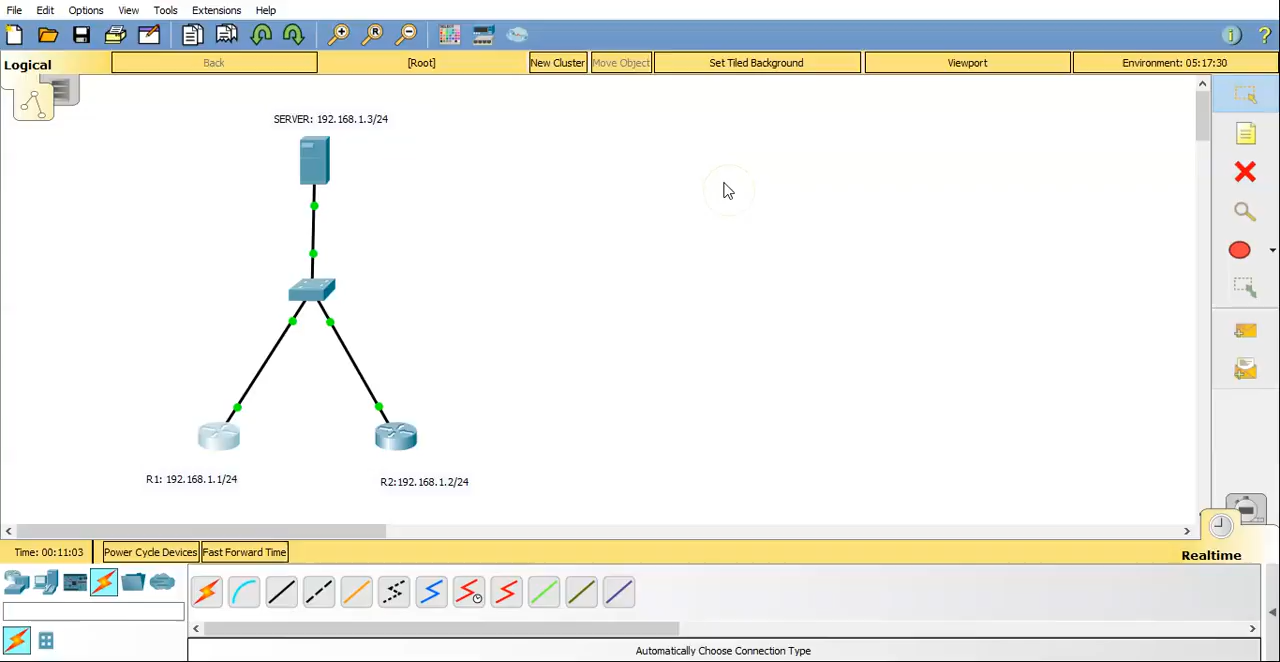 File Edit Options View Tools Extensions Help
Logical Back [Root] New Cluster Move Object Set Tiled Background Viewport Environment: 05:17:30
SERVER: 192.168.1.3/24
R1: 192.168.1.1/24
R2:192.168.1.2/24
Time: 00:11:03 Power Cycle Devices Fast Forward Time
Realtime
Automatically Choose Connection Type